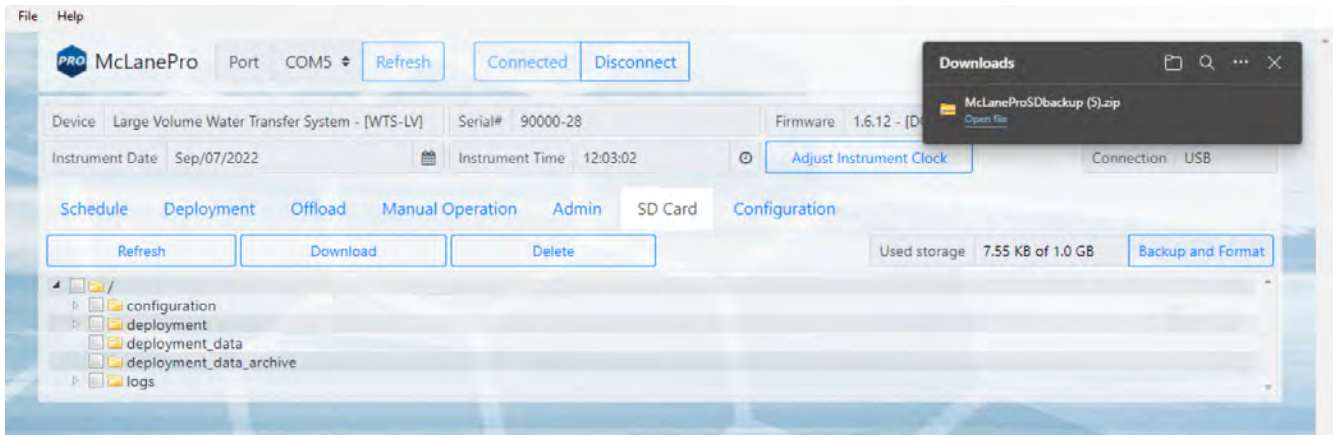 File Help
PRO McLanePro Port COM5 Refresh Connected Disconnect
Downloads
McLaneProSDbackup (5).zip
Open file
Device Large Volume Water Transfer System - [WTS-LV] Serial# 90000-28 Firmware 1.6.12 - [D
Instrument Date Sep/07/2022 Instrument Time 12:03:02 Adjust Instrument Clock Connection USB
Schedule Deployment Offload Manual Operation Admin SD Card Configuration
Refresh Download Delete Used storage 7.55 KB of 1.0 GB Backup and Format
/
configuration
deployment
deployment_data
deployment_data_archive
logs